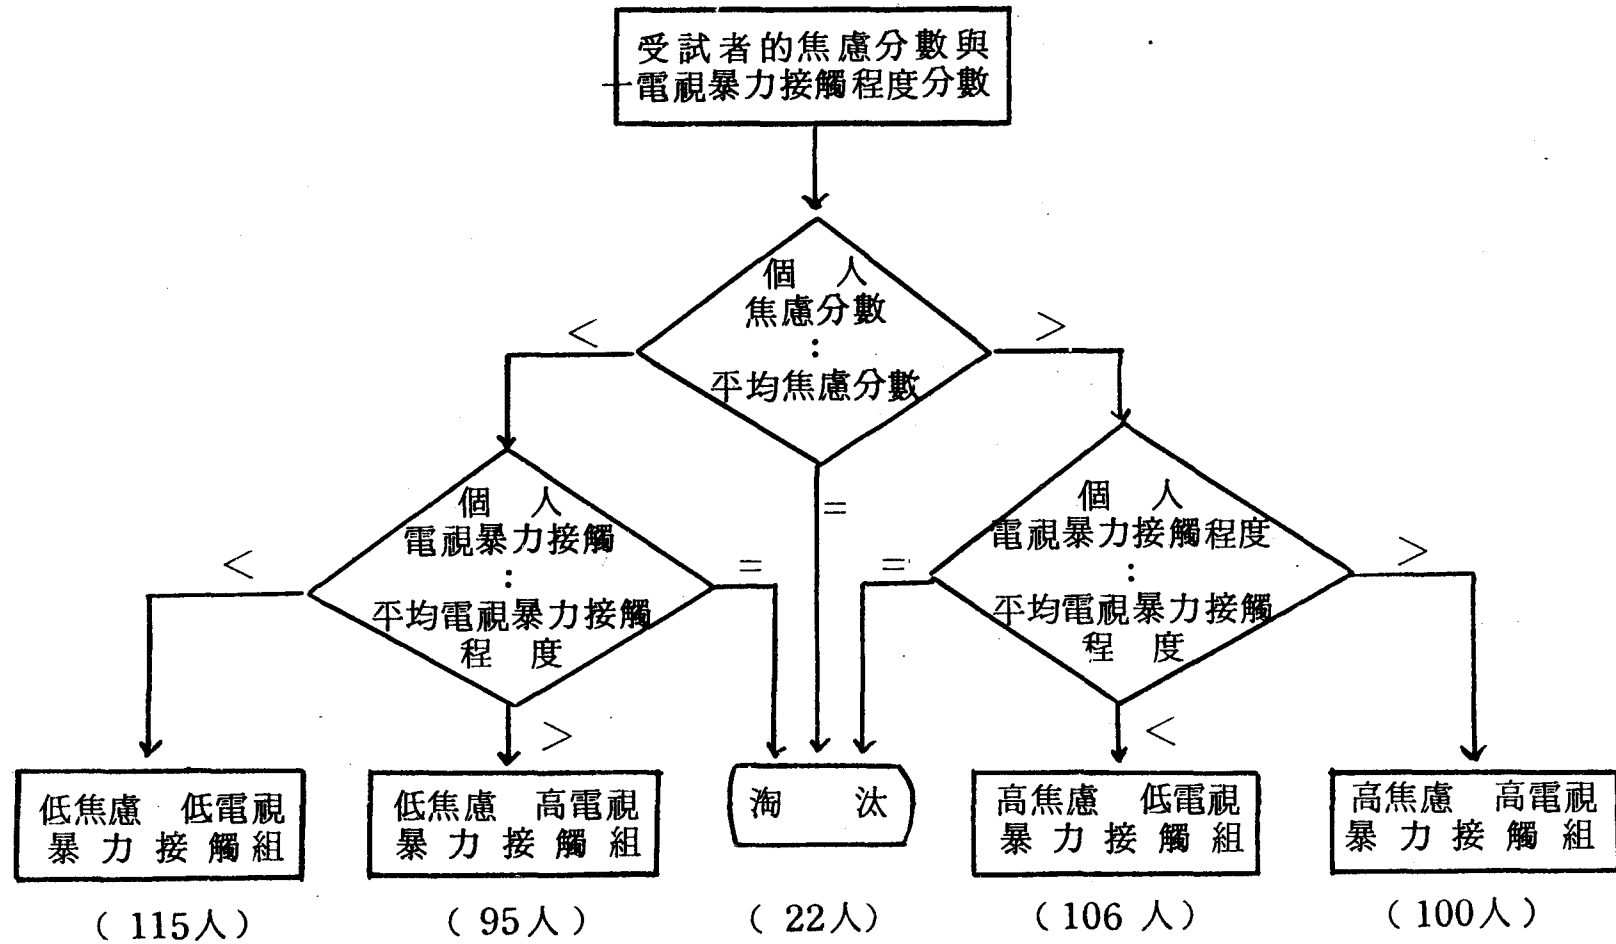 受試者的焦慮分數與
電視暴力接觸程度分數
個 人
焦慮分數
:
平均焦慮分數
<
>
=
個 人
電視暴力接觸
:
平均電視暴力接觸
程 度
<
=
>
個 人
電視暴力接觸程度
:
平均電視暴力接觸
程 度
=
>
<
低焦慮 低電視
暴力接觸組
(115人)
低焦慮 高電視
暴力接觸組
(95人)
淘 汰
(22人)
高焦慮 低電視
暴力接觸組
(106 人)
高焦慮 高電視
暴力接觸組
(100人)